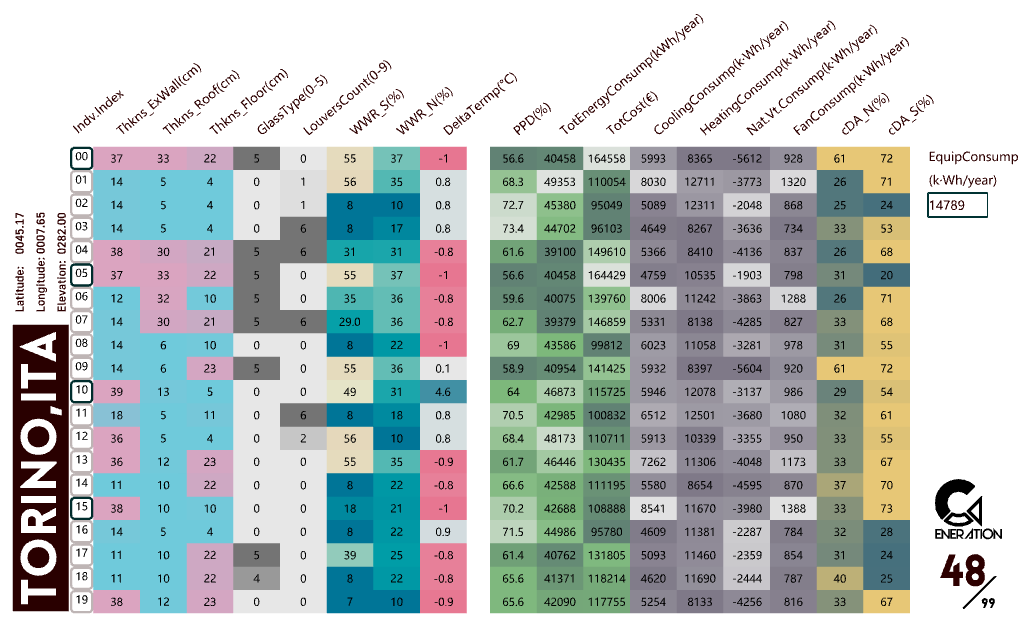 Indv.Index Thkns_ExWall(cm) Thkns_Roof(cm) Thkns_Floor(cm) GlassType(0-5) LouversCount(0-9) WWR_S(%) WWR_N(%) DeltaTermp(°C) PPD(%) TotEnergyConsump(kWh/year) TotCost(€) CoolingConsump(k·Wh/year) HeatingConsump(k·Wh/year) Nat.Vt.Consump(k·Wh/year) FanConsump(k·Wh/year) cDA_N(%) cDA_S(%)
00 37 33 22 5 0 55 37 -1 56.6 40458 164558 5993 8365 -5612 928 61 72
01 14 5 4 0 1 56 35 0.8 68.3 49353 110054 8030 12711 -3773 1320 26 71
02 14 5 4 0 1 8 10 0.8 72.7 45380 95049 5089 12311 -2048 868 25 24
03 14 5 4 0 6 8 17 0.8 73.4 44702 96103 4649 8267 -3636 734 33 53
04 38 30 21 5 6 31 31 -0.8 61.6 39100 149610 5366 8410 -4136 837 26 68
05 37 33 22 5 0 55 37 -1 56.6 40458 164429 4759 10535 -1903 798 31 20
06 12 32 10 5 0 35 36 -0.8 59.6 40075 139760 8006 11242 -3863 1288 26 71
07 14 30 21 5 6 29.0 36 -0.8 62.7 39379 146859 5331 8138 -4285 827 33 68
08 14 6 10 0 0 8 22 -1 69 43586 99812 6023 11058 -3281 978 31 55
09 14 6 23 5 0 55 36 0.1 58.9 40954 141425 5932 8397 -5604 920 61 72
10 39 13 5 0 0 49 31 4.6 64 46873 115725 5946 12078 -3137 986 29 54
11 18 5 11 0 6 8 18 0.8 70.5 42985 100832 6512 12501 -3680 1080 32 61
12 36 5 4 0 2 56 10 0.8 68.4 48173 110711 5913 10339 -3355 950 33 55
13 36 12 23 0 0 55 35 -0.9 61.7 46446 130435 7262 11306 -4048 1173 33 67
14 11 10 22 0 0 8 22 -0.8 66.6 42588 111195 5580 8654 -4595 870 37 70
15 38 10 10 0 0 18 21 -1 70.2 42688 108888 8541 11670 -3980 1388 33 73
16 14 5 4 0 0 8 22 0.9 71.5 44986 95780 4609 11381 -2287 784 32 28
17 11 10 22 5 0 39 25 -0.8 61.4 40762 131805 5093 11460 -2359 854 31 24
18 11 10 22 4 0 8 22 -0.8 65.6 41371 118214 4620 11690 -2444 787 40 25
19 38 12 23 0 0 7 10 -0.9 65.6 42090 117755 5254 8133 -4256 816 33 67
EquipConsump
(k·Wh/year)
14789
Latitude: 0045.17
Longitude: 0007.65
Elevation: 0282.00
TORINO,ITA
ENERATION
48/99